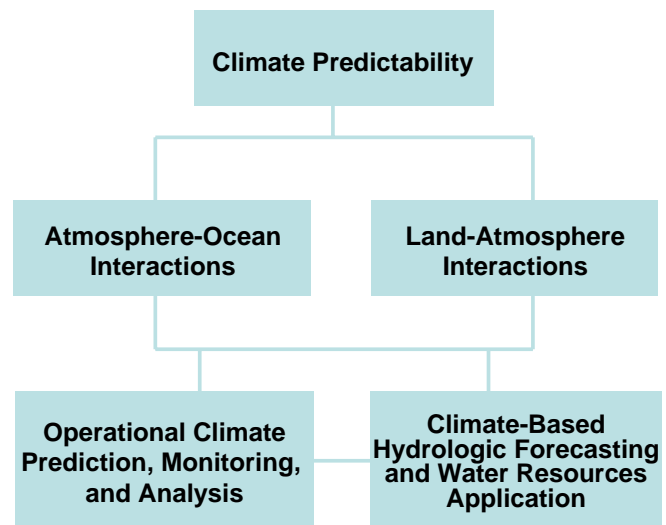 Climate Predictability
Atmosphere-Ocean
Interactions
Land-Atmosphere
Interactions
Operational Climate
Prediction, Monitoring,
and Analysis
Climate-Based
Hydrologic Forecasting
and Water Resources
Application